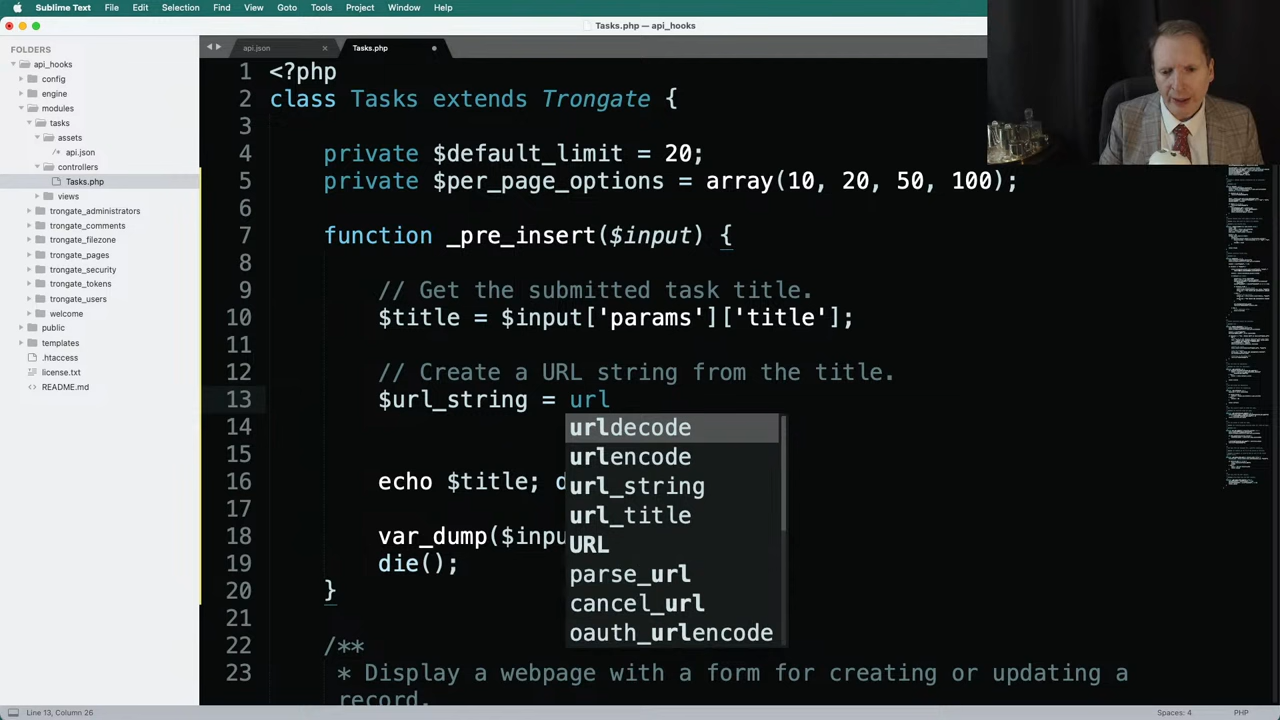 Sublime Text File Edit Selection Find View Goto Tools Project Window Help
Tasks.php — api_hooks
FOLDERS
api_hooks
config
engine
modules
tasks
assets
api.json
controllers
Tasks.php
views
trongate_administrators
trongate_comments
trongate_filezone
trongate_pages
trongate_security
trongate_tokens
trongate_users
welcome
public
templates
.htaccess
license.txt
README.md
api.json
Tasks.php
1 <?php
2 class Tasks extends Trongate {
3
4 private $default_limit = 20;
5 private $per_page_options = array(10, 20, 50, 100);
6
7 function _pre_insert($input) {
8
9 // Get the submitted task title.
10 $title = $input['params']['title'];
11
12 // Create a URL string from the title.
13 $url_string = url
14
15
16 echo $title; d
17
18 var_dump($inpu
19 die();
20 }
21
22 /**
23 * Display a webpage with a form for creating or updating a
record.
urldecode
urlencode
url_string
url_title
URL
parse_url
cancel_url
oauth_urlencode
Line 13, Column 26
Spaces: 4
PHP